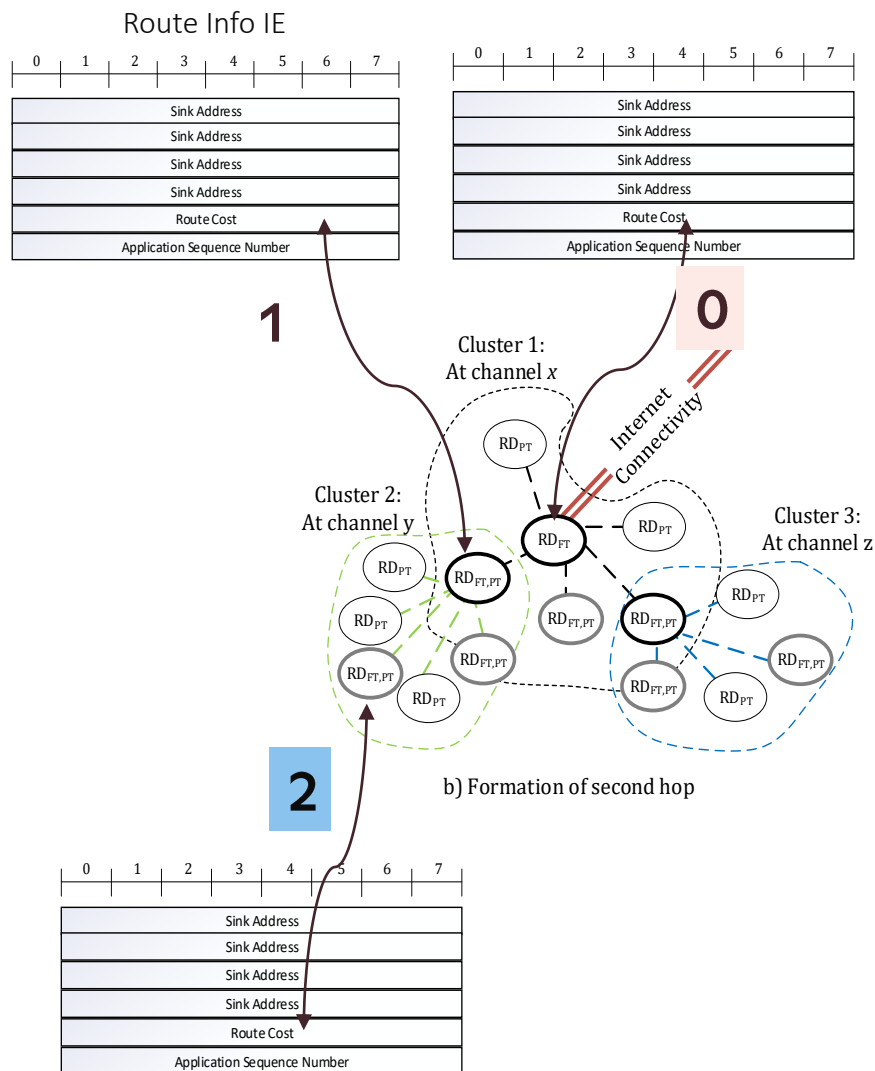 Route Info IE
0 1 2 3 4 5 6 7
Sink Address
Sink Address
Sink Address
Sink Address
Route Cost
Application Sequence Number
0 1 2 3 4 5 6 7
Sink Address
Sink Address
Sink Address
Sink Address
Route Cost
Application Sequence Number
1
0
Cluster 1:
At channel x
Internet
Connectivity
RDPT
Cluster 2:
At channel y
Cluster 3:
At channel z
RDFT
RDPT
RDPT
RDFT,PT
RDPT
RDPT
RDFT,PT
RDFT,PT
RDFT,PT
RDFT,PT
RDFT,PT
RDFT,PT
RDPT
RDPT
2
b) Formation of second hop
0 1 2 3 4 5 6 7
Sink Address
Sink Address
Sink Address
Sink Address
Route Cost
Application Sequence Number